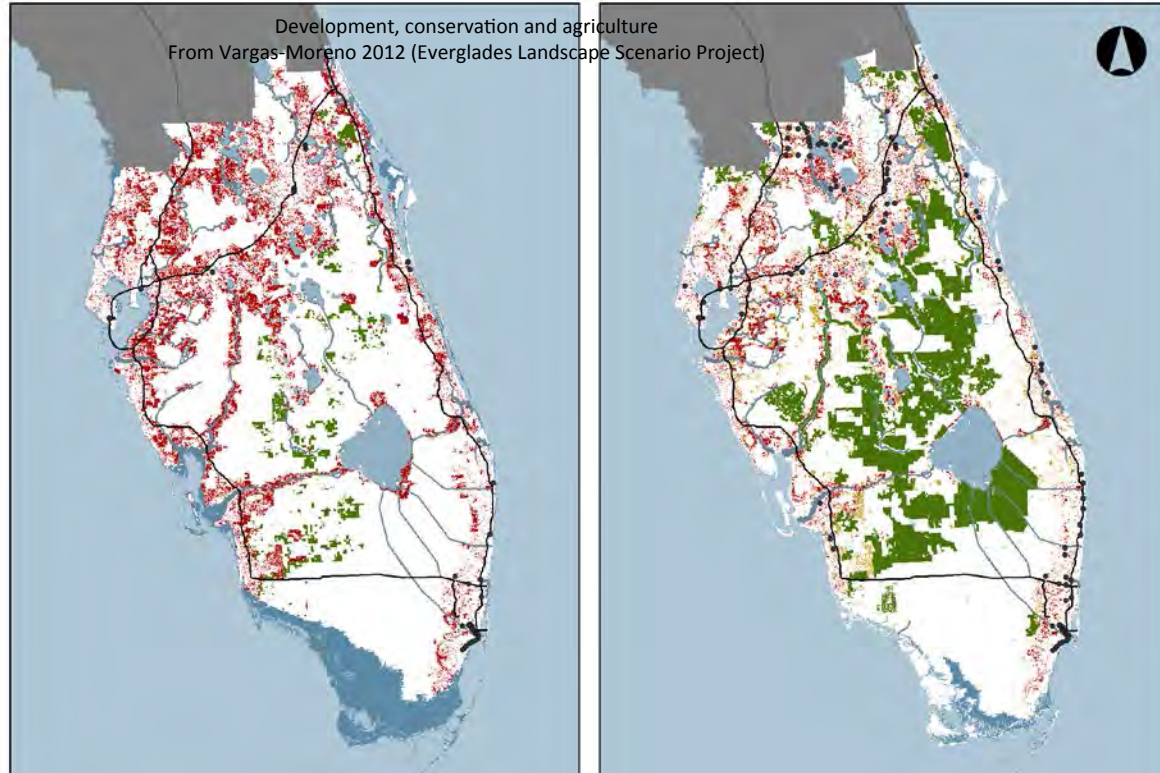 Development, conservation and agriculture
From Vargas-Moreno 2012 (Everglades Landscape Scenario Project)